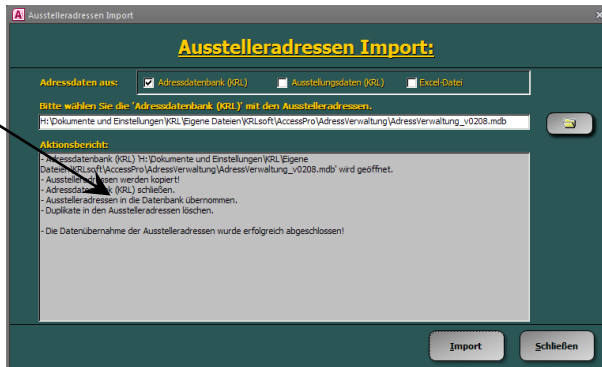 Ausstelleradressen Import
Ausstelleradressen Import:
Adressdaten aus: Adressdatenbank (KRL) Ausstellungsdaten (KRL) Excel-Datei
Bitte wählen Sie die 'Adressdatenbank (KRL)' mit den Ausstelleradressen.
H:\Dokumente und Einstellungen\KRL\Eigene Dateien\KRLsoft\AccessPro\AdressVerwaltung\AdressVerwaltung_v0208.mdb
Aktionsbericht:
- Adressdatenbank (KRL) 'H:\Dokumente und Einstellungen\KRL\Eigene
Dateien\KRLsoft\AccessPro\AdressVerwaltung\AdressVerwaltung_v0208.mdb' wird geöffnet.
- Ausstelleradressen werden kopiert!
- Adressdatenbank (KRL) schließen.
- Ausstelleradressen in die Datenbank übernommen.
- Duplikate in den Ausstelleradressen löschen.
- Die Datenübernahme der Ausstelleradressen wurde erfolgreich abgeschlossen!
Import Schließen